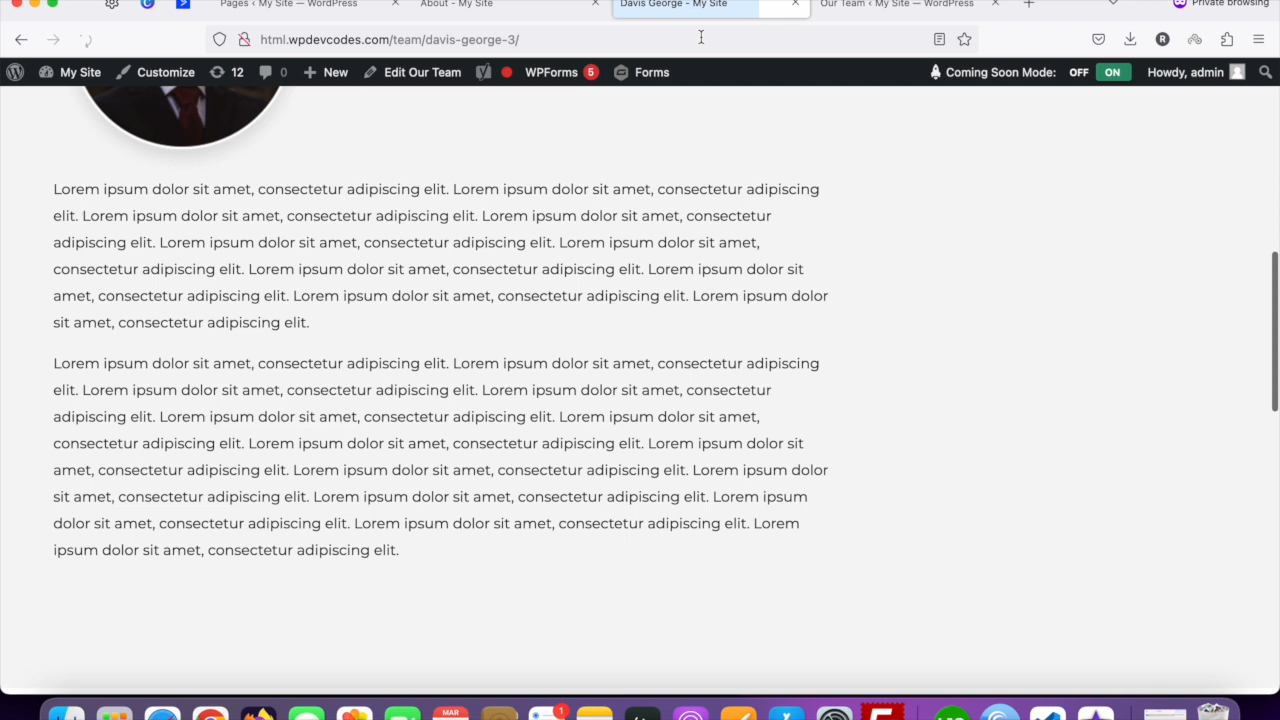 Pages ‹ My Site — WordPress
About - My Site
Davis George - My Site
Our Team ‹ My Site — WordPress
Private browsing
html.wpdevcodes.com/team/davis-george-3/
My Site
Customize
12
0
New
Edit Our Team
WPForms 5
Forms
Coming Soon Mode: OFF ON
Howdy, admin
Lorem ipsum dolor sit amet, consectetur adipiscing elit. Lorem ipsum dolor sit amet, consectetur adipiscing
elit. Lorem ipsum dolor sit amet, consectetur adipiscing elit. Lorem ipsum dolor sit amet, consectetur
adipiscing elit. Lorem ipsum dolor sit amet, consectetur adipiscing elit. Lorem ipsum dolor sit amet,
consectetur adipiscing elit. Lorem ipsum dolor sit amet, consectetur adipiscing elit. Lorem ipsum dolor sit
amet, consectetur adipiscing elit. Lorem ipsum dolor sit amet, consectetur adipiscing elit. Lorem ipsum dolor
sit amet, consectetur adipiscing elit.
Lorem ipsum dolor sit amet, consectetur adipiscing elit. Lorem ipsum dolor sit amet, consectetur adipiscing
elit. Lorem ipsum dolor sit amet, consectetur adipiscing elit. Lorem ipsum dolor sit amet, consectetur
adipiscing elit. Lorem ipsum dolor sit amet, consectetur adipiscing elit. Lorem ipsum dolor sit amet,
consectetur adipiscing elit. Lorem ipsum dolor sit amet, consectetur adipiscing elit. Lorem ipsum dolor sit
amet, consectetur adipiscing elit. Lorem ipsum dolor sit amet, consectetur adipiscing elit. Lorem ipsum dolor
sit amet, consectetur adipiscing elit. Lorem ipsum dolor sit amet, consectetur adipiscing elit. Lorem ipsum
dolor sit amet, consectetur adipiscing elit. Lorem ipsum dolor sit amet, consectetur adipiscing elit. Lorem
ipsum dolor sit amet, consectetur adipiscing elit.
MAR
1